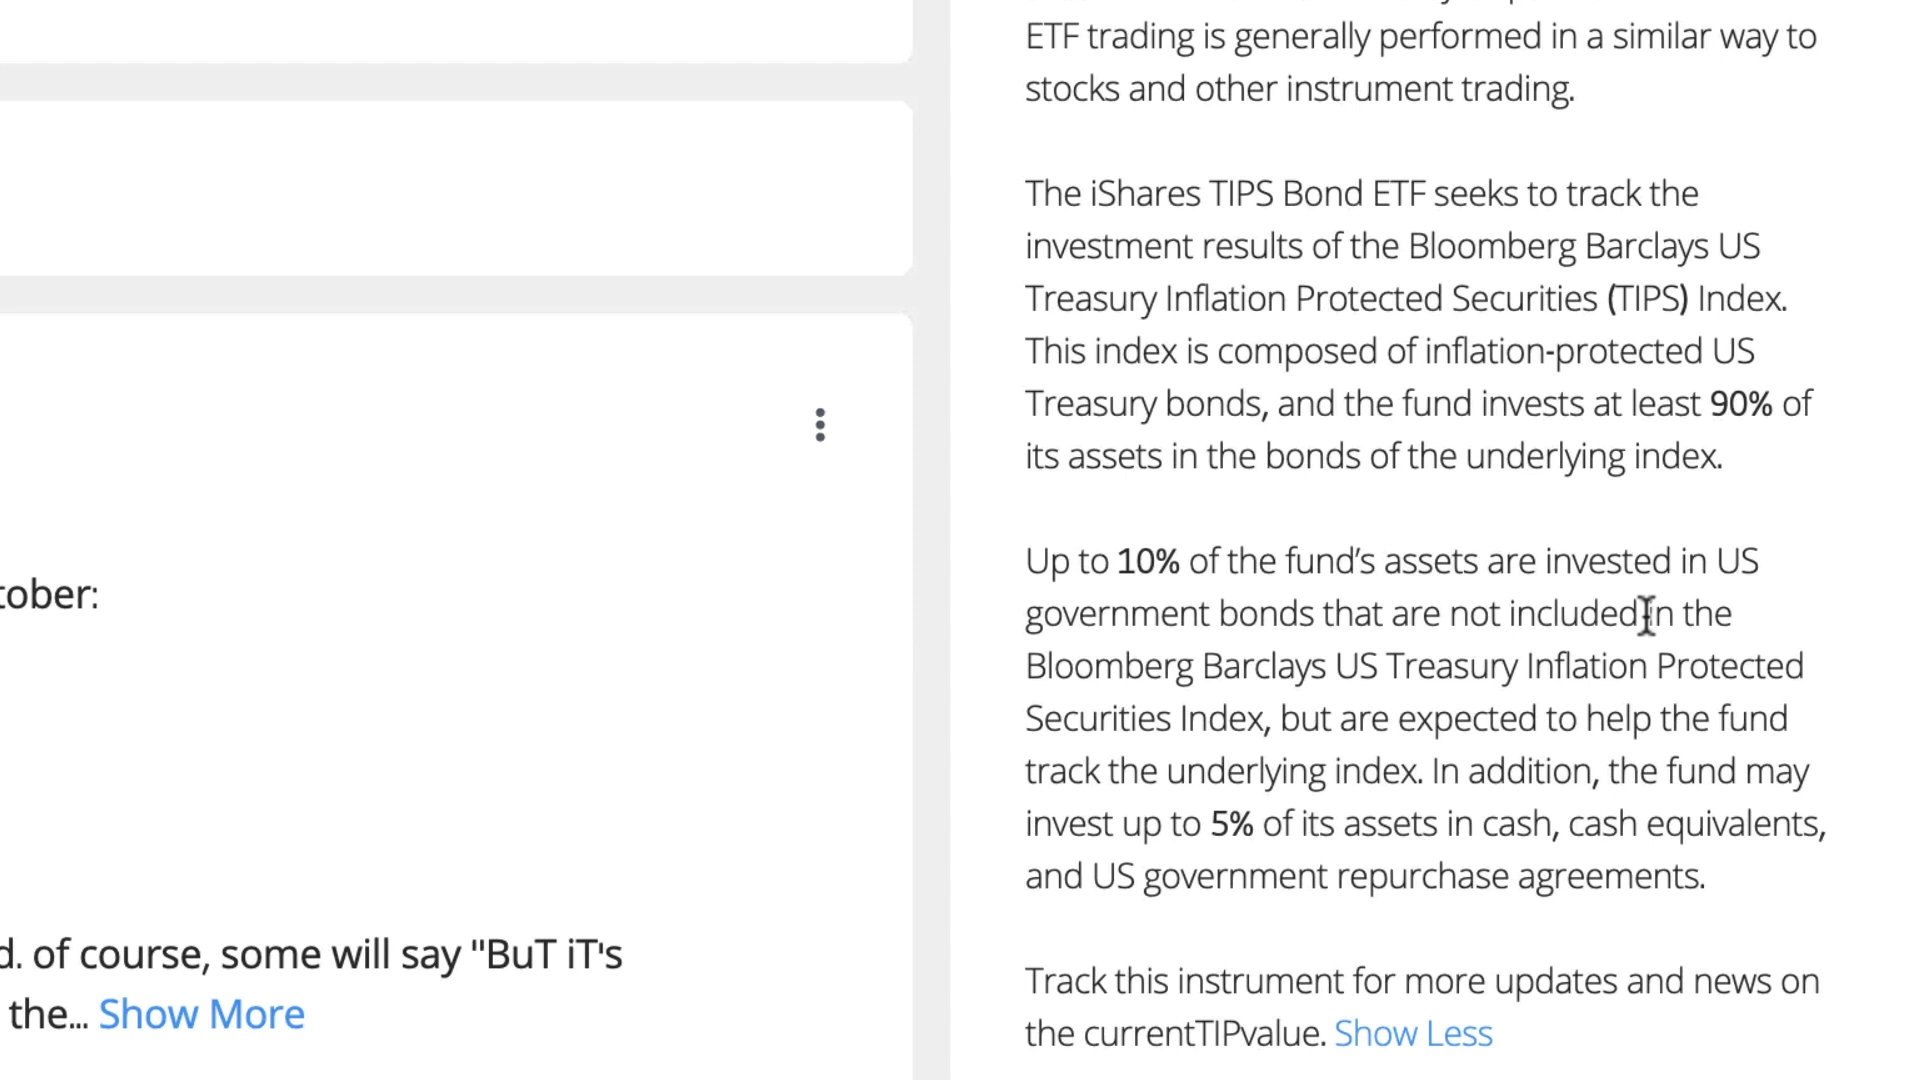 tober:
d. of course, some will say "BuT iT's
the... Show More
ETF trading is generally performed in a similar way to
stocks and other instrument trading.
The iShares TIPS Bond ETF seeks to track the
investment results of the Bloomberg Barclays US
Treasury Inflation Protected Securities (TIPS) Index.
This index is composed of inflation-protected US
Treasury bonds, and the fund invests at least 90% of
its assets in the bonds of the underlying index.
Up to 10% of the fund's assets are invested in US
government bonds that are not included in the
Bloomberg Barclays US Treasury Inflation Protected
Securities Index, but are expected to help the fund
track the underlying index. In addition, the fund may
invest up to 5% of its assets in cash, cash equivalents,
and US government repurchase agreements.
Track this instrument for more updates and news on
the currentTIPvalue. Show Less